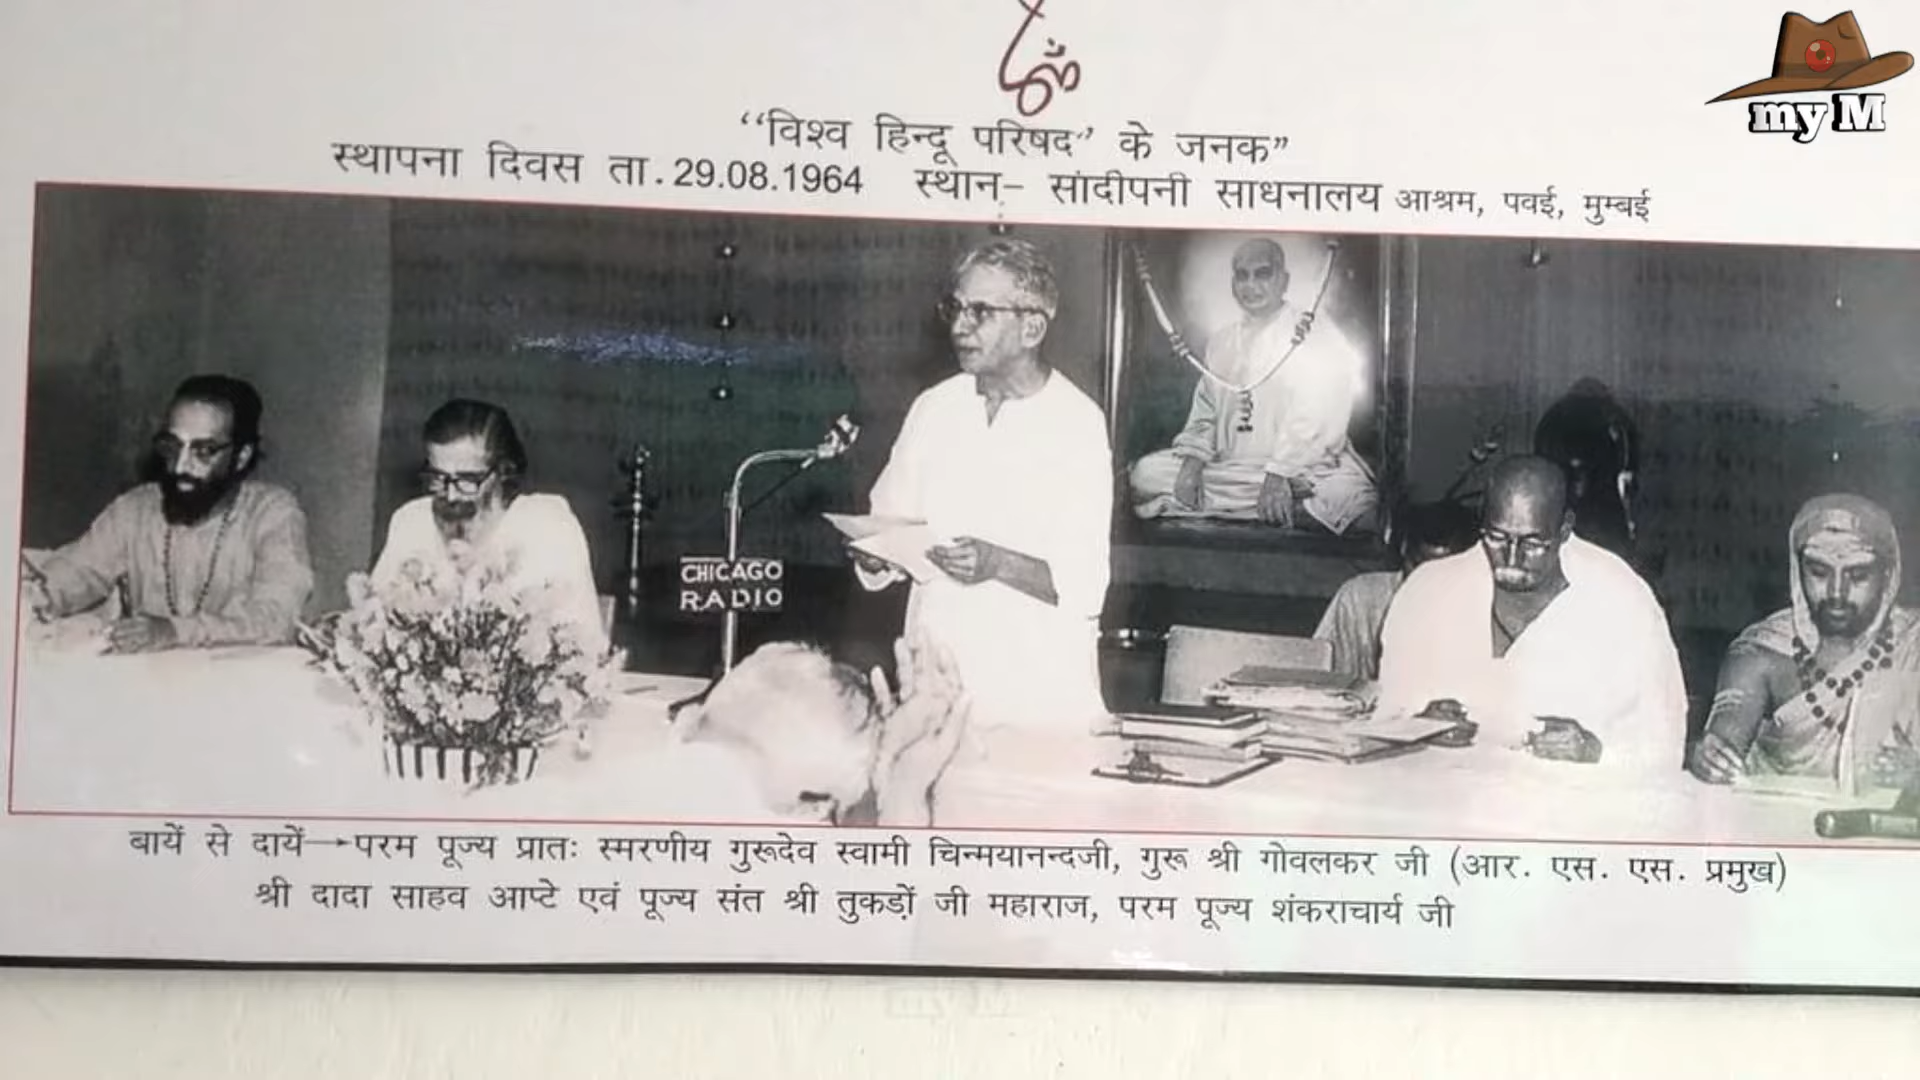 ॐ
‘‘विश्व हिन्दू परिषद’’ के जनक”
स्थापना दिवस ता. 29.08.1964 स्थान– सांदीपनी साधनालय आश्रम, पवई, मुम्बई
CHICAGO
RADIO
बायें से दायें→परम पूज्य प्रातः स्मरणीय गुरूदेव स्वामी चिन्मयानन्दजी, गुरू श्री गोवलकर जी (आर. एस. एस. प्रमुख)
श्री दादा साहव आप्टे एवं पूज्य संत श्री तुकड़ों जी महाराज, परम पूज्य शंकराचार्य जी
my M